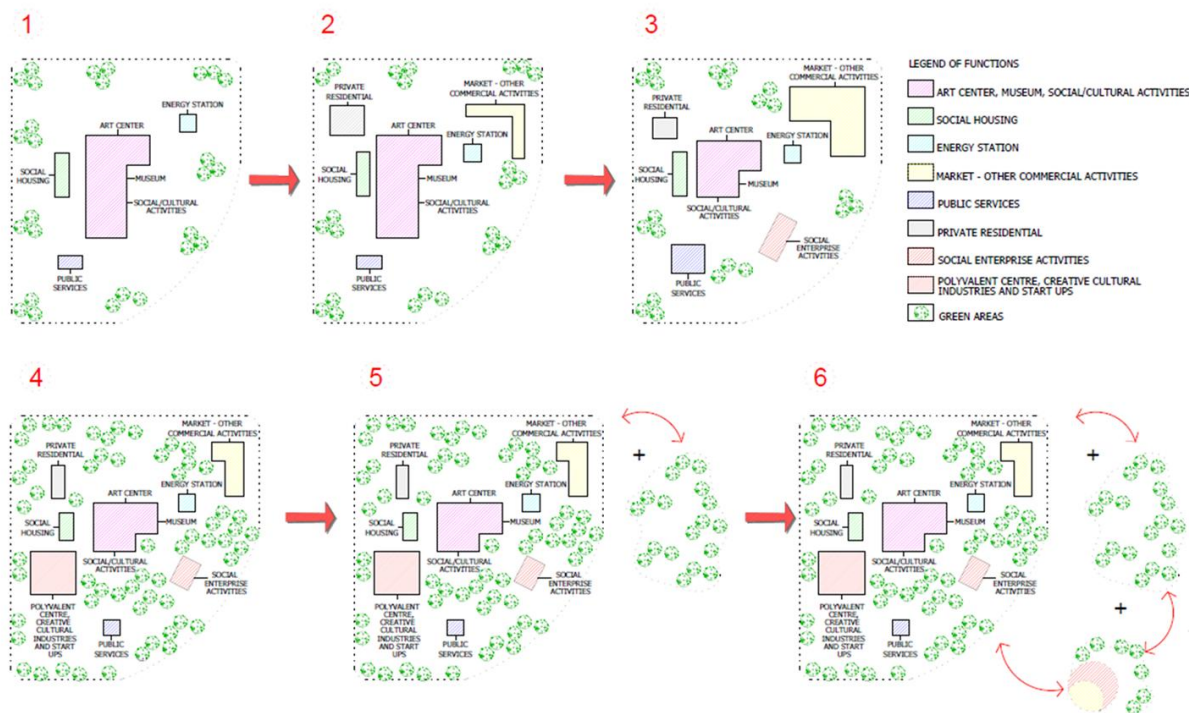 1
ENERGY STATION
ART CENTER
SOCIAL
HOUSING
MUSEUM
SOCIAL/CULTURAL
ACTIVITIES
PUBLIC
SERVICES
2
PRIVATE
RESIDENTIAL
MARKET - OTHER
COMMERCIAL ACTIVITIES
ART CENTER
ENERGY STATION
SOCIAL
HOUSING
MUSEUM
SOCIAL/CULTURAL
ACTIVITIES
PUBLIC
SERVICES
3
MARKET - OTHER
COMMERCIAL ACTIVITIES
PRIVATE
RESIDENTIAL
ART CENTER
ENERGY STATION
SOCIAL
HOUSING
MUSEUM
SOCIAL/CULTURAL
ACTIVITIES
SOCIAL
ENTERPRISE
ACTIVITIES
PUBLIC
SERVICES
LEGEND OF FUNCTIONS
ART CENTER, MUSEUM, SOCIAL/CULTURAL ACTIVITIES
SOCIAL HOUSING
ENERGY STATION
MARKET - OTHER COMMERCIAL ACTIVITIES
PUBLIC SERVICES
PRIVATE RESIDENTIAL
SOCIAL ENTERPRISE ACTIVITIES
POLYVALENT CENTRE, CREATIVE CULTURAL
INDUSTRIES AND START UPS
GREEN AREAS
4
MARKET - OTHER
COMMERCIAL ACTIVITIES
PRIVATE
RESIDENTIAL
ENERGY STATION
ART CENTER
SOCIAL
HOUSING
MUSEUM
SOCIAL/CULTURAL
ACTIVITIES
SOCIAL
ENTERPRISE
ACTIVITIES
POLYVALENT
CENTRE,
CREATIVE
CULTURAL
INDUSTRIES
AND START
UPS
PUBLIC
SERVICES
5
MARKET - OTHER
COMMERCIAL ACTIVITIES
PRIVATE
RESIDENTIAL
ENERGY STATION
ART CENTER
SOCIAL
HOUSING
MUSEUM
SOCIAL/CULTURAL
ACTIVITIES
SOCIAL
ENTERPRISE
ACTIVITIES
POLYVALENT
CENTRE,
CREATIVE
CULTURAL
INDUSTRIES
AND START
UPS
PUBLIC
SERVICES
+
6
MARKET - OTHER
COMMERCIAL ACTIVITIES
PRIVATE
RESIDENTIAL
ENERGY STATION
ART CENTER
SOCIAL
HOUSING
MUSEUM
SOCIAL/CULTURAL
ACTIVITIES
SOCIAL
ENTERPRISE
ACTIVITIES
POLYVALENT
CENTRE,
CREATIVE
CULTURAL
INDUSTRIES
AND START
UPS
PUBLIC
SERVICES
+
+